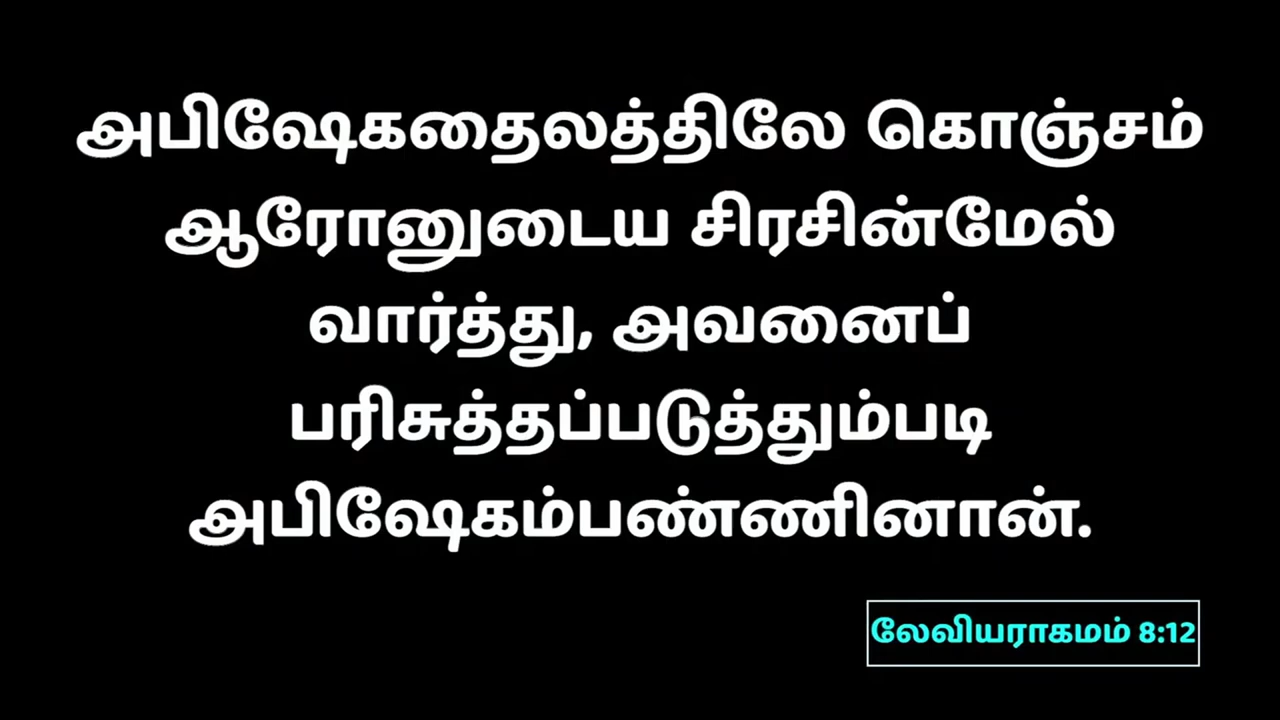 அபிஷேகதைலத்திலே கொஞ்சம்
ஆரோனுடைய சிரசின்மேல்
வார்த்து, அவனைப்
பரிசுத்தப்படுத்தும்படி
அபிஷேகம்பண்ணினான்.
லேவியராகமம் 8:12